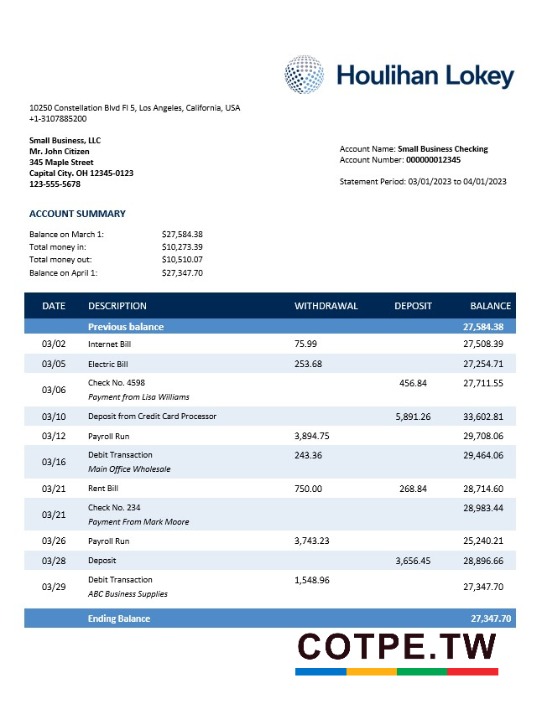 Houlihan Lokey
10250 Constellation Blvd Fl 5, Los Angeles, California, USA
+1-3107885200
Small Business, LLC
Mr. John Citizen
345 Maple Street
Capital City. OH 12345-0123
123-555-5678
Account Name: Small Business Checking
Account Number: 000000012345
Statement Period: 03/01/2023 to 04/01/2023
ACCOUNT SUMMARY
Balance on March 1: $27,584.38
Total money in: $10,273.39
Total money out: $10,510.07
Balance on April 1: $27,347.70
DATE DESCRIPTION WITHDRAWAL DEPOSIT BALANCE
Previous balance 27,584.38
03/02 Internet Bill 75.99 27,508.39
03/05 Electric Bill 253.68 27,254.71
03/06 Check No. 4598 456.84 27,711.55
Payment from Lisa Williams
03/10 Deposit from Credit Card Processor 5,891.26 33,602.81
03/12 Payroll Run 3,894.75 29,708.06
03/16 Debit Transaction 243.36 29,464.06
Main Office Wholesale
03/21 Rent Bill 750.00 268.84 28,714.60
03/21 Check No. 234 28,983.44
Payment From Mark Moore
03/26 Payroll Run 3,743.23 25,240.21
03/28 Deposit 3,656.45 28,896.66
03/29 Debit Transaction 1,548.96 27,347.70
ABC Business Supplies
Ending Balance 27,347.70
COTPE.TW